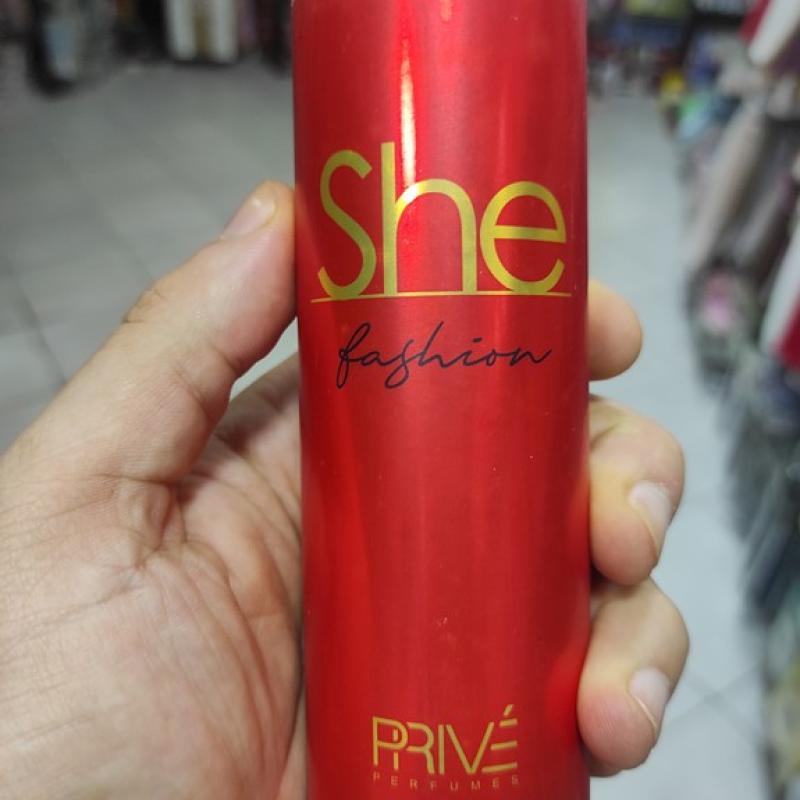 She
fashion
PRIVÉ
PERFUMES